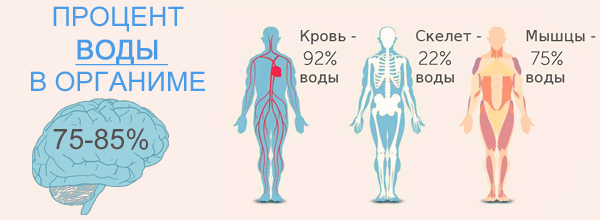 ПРОЦЕНТ
ВОДЫ
В ОРГАНИМЕ
75-85%
Кровь -
92%
воды
Скелет -
22%
воды
Мышцы -
75%
воды